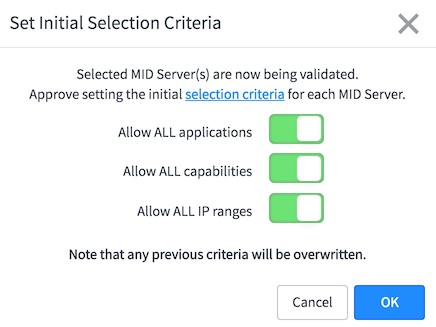 Set Initial Selection Criteria
Selected MID Server(s) are now being validated.
Approve setting the initial selection criteria for each MID Server.
Allow ALL applications
Allow ALL capabilities
Allow ALL IP ranges
Note that any previous criteria will be overwritten.
Cancel
OK